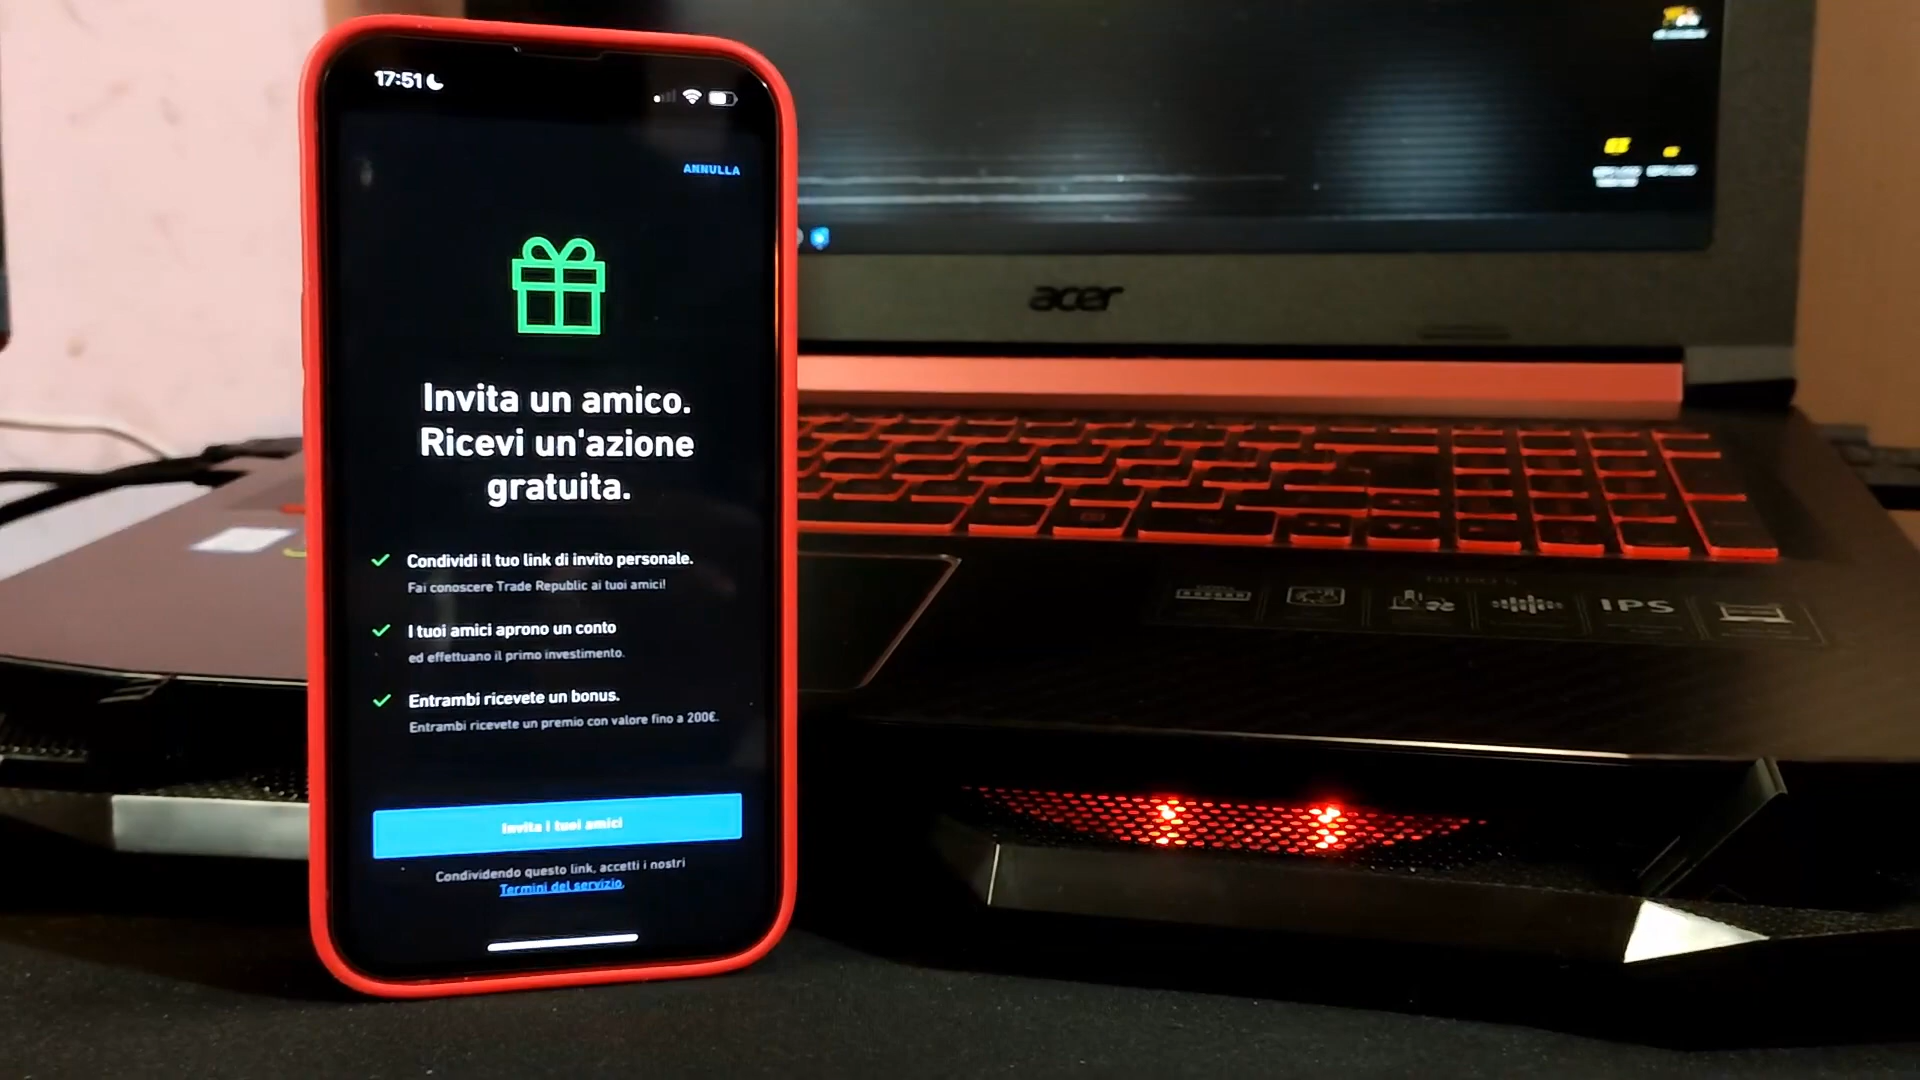 17:51
ANNULLA
Invita un amico.
Ricevi un'azione
gratuita.
Condividi il tuo link di invito personale.
Fai conoscere Trade Republic ai tuoi amici!
I tuoi amici aprono un conto
ed effettuano il primo investimento.
Entrambi ricevete un bonus.
Entrambi ricevete un premio con valore fino a 200€.
Invita i tuoi amici
Condividendo questo link, accetti i nostri
Termini del servizio.
acer
NITRO 5
IPS